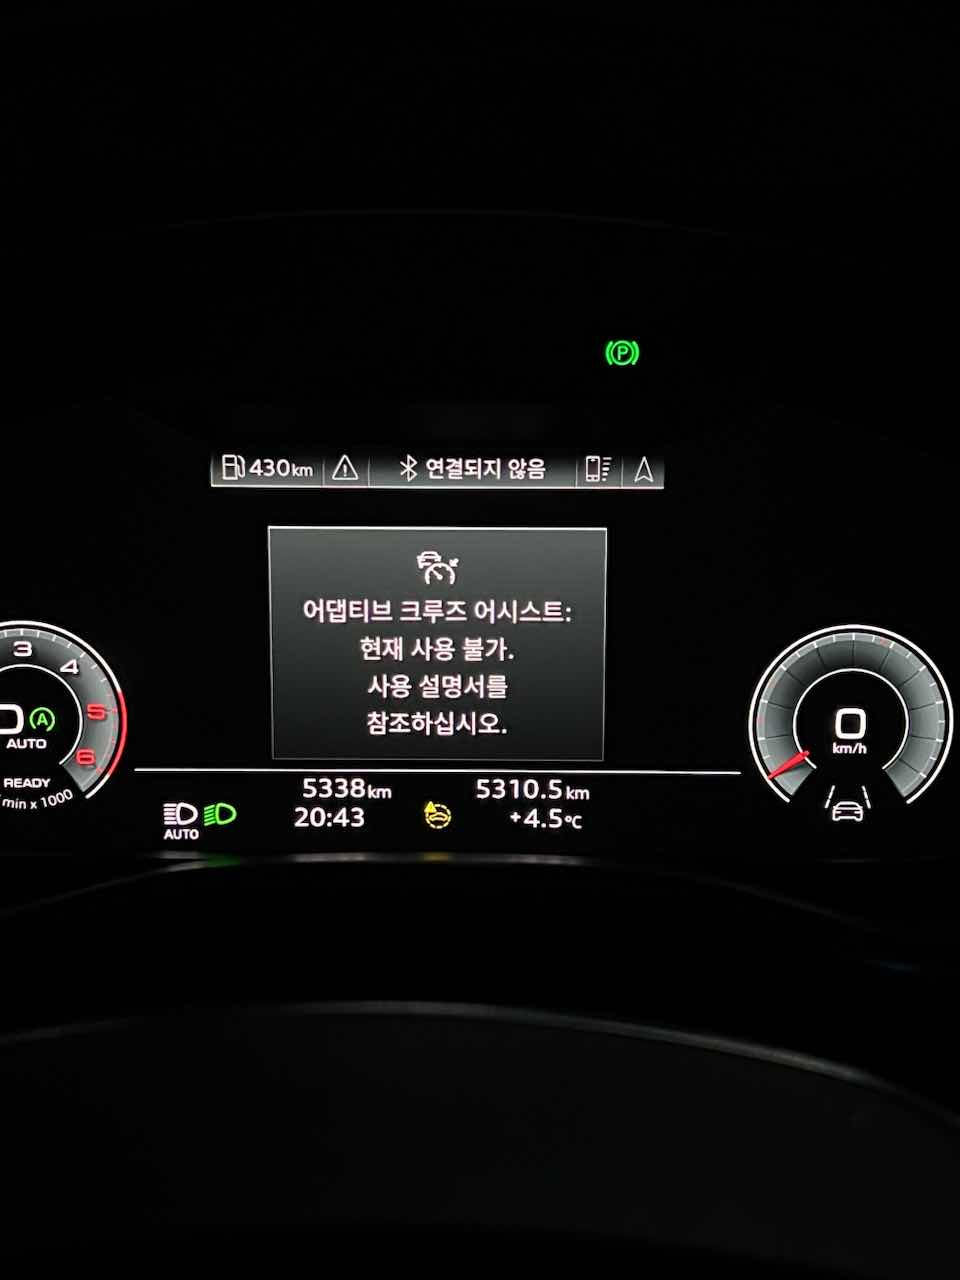 P
430km
연결되지 않음
어댑티브 크루즈 어시스트:
현재 사용 불가.
사용 설명서를
참조하십시오.
3
4
5
6
A
AUTO
READY
min x 1000
0
km/h
5338km
5310.5km
AUTO
20:43
+4.5°C